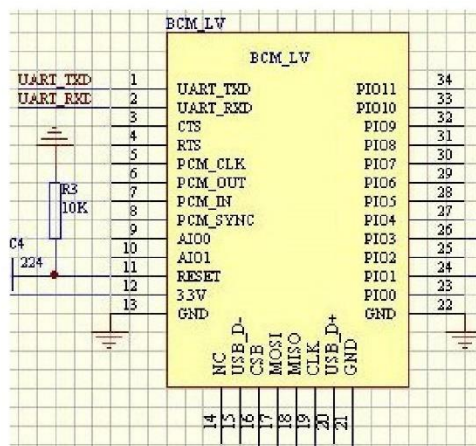 BCM_LV
BCM_LV
UART_TXD 1 UART_TXD PIO11 34
UART_RXD 2 UART_RXD PIO10 33
3 CTS PIO9 32
4 RTS PIO8 31
5 PCM_CLK PIO7 30
6 PCM_OUT PIO6 29
R3 7 PCM_IN PIO5 28
10K 8 PCM_SYNC PIO4 27
9 AIO0 PIO3 26
C4 10 AIO1 PIO2 25
224 11 RESET PIO1 24
12 3.3V PIO0 23
13 GND GND 22
NC USB_D- CSB MOSI MISO CLK USB_D+ GND
14 15 16 17 18 19 20 21